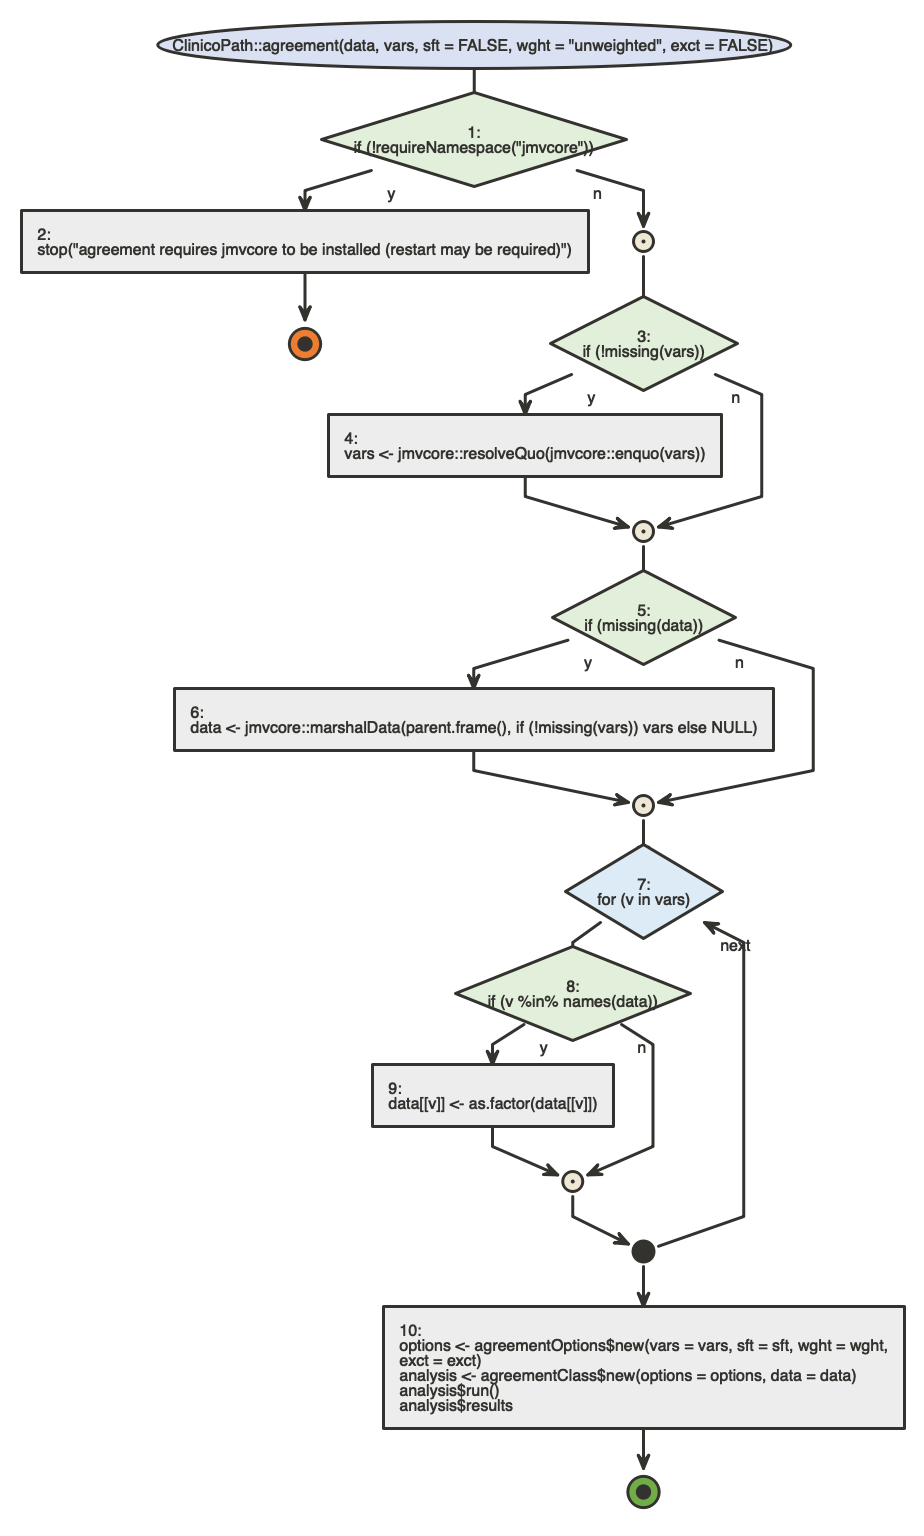 ClinicoPath::agreement(data, vars, sft = FALSE, wght = "unweighted", exct = FALSE)
1:
if (!requireNamespace("jmvcore"))
y
n
2:
stop("agreement requires jmvcore to be installed (restart may be required)")
3:
if (!missing(vars))
y
n
4:
vars <- jmvcore::resolveQuo(jmvcore::enquo(vars))
5:
if (missing(data))
y
n
6:
data <- jmvcore::marshalData(parent.frame(), if (!missing(vars)) vars else NULL)
7:
for (v in vars)
next
8:
if (v %in% names(data))
y
n
9:
data[[v]] <- as.factor(data[[v]])
10:
options <- agreementOptions$new(vars = vars, sft = sft, wght = wght,
exct = exct)
analysis <- agreementClass$new(options = options, data = data)
analysis$run()
analysis$results